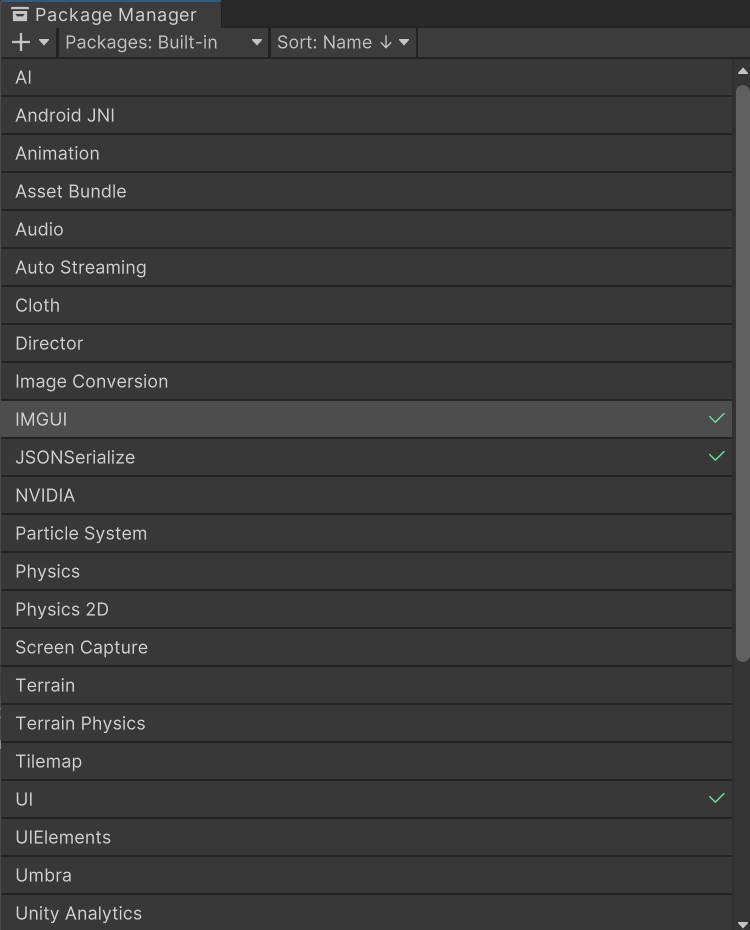 Package Manager
Packages: Built-in Sort: Name ↓
AI
Android JNI
Animation
Asset Bundle
Audio
Auto Streaming
Cloth
Director
Image Conversion
IMGUI
JSONSerialize
NVIDIA
Particle System
Physics
Physics 2D
Screen Capture
Terrain
Terrain Physics
Tilemap
UI
UIElements
Umbra
Unity Analytics